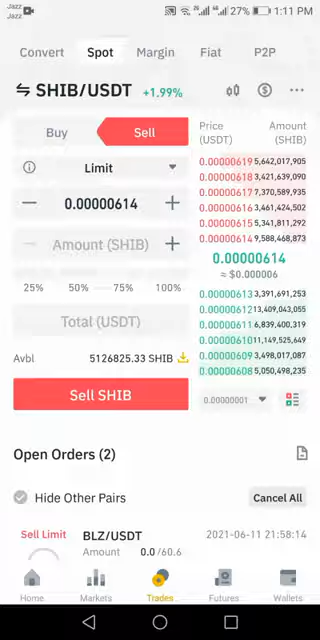 Jazz
Jazz
27%
1:11 PM
Convert Spot Margin Fiat P2P
SHIB/USDT +1.99%
Buy Sell
Limit
0.00000614
Amount (SHIB)
25% 50% 75% 100%
Total (USDT)
Avbl 5126825.33 SHIB
Sell SHIB
Price (USDT) Amount (SHIB)
0.00000619 5,642,017,905
0.00000618 3,421,639,090
0.00000617 7,370,589,935
0.00000616 3,461,424,502
0.00000615 5,341,811,292
0.00000614 9,588,468,873
0.00000614
≈ $0.000006
0.00000613 3,391,691,253
0.00000612 13,409,043,055
0.00000611 6,839,400,319
0.00000610 11,149,525,649
0.00000609 3,498,017,087
0.00000608 5,050,498,235
0.00000001
Open Orders (2)
Hide Other Pairs Cancel All
Sell Limit BLZ/USDT 2021-06-11 21:58:14
Amount 0.0/60.6
Home Markets Trades Futures Wallets